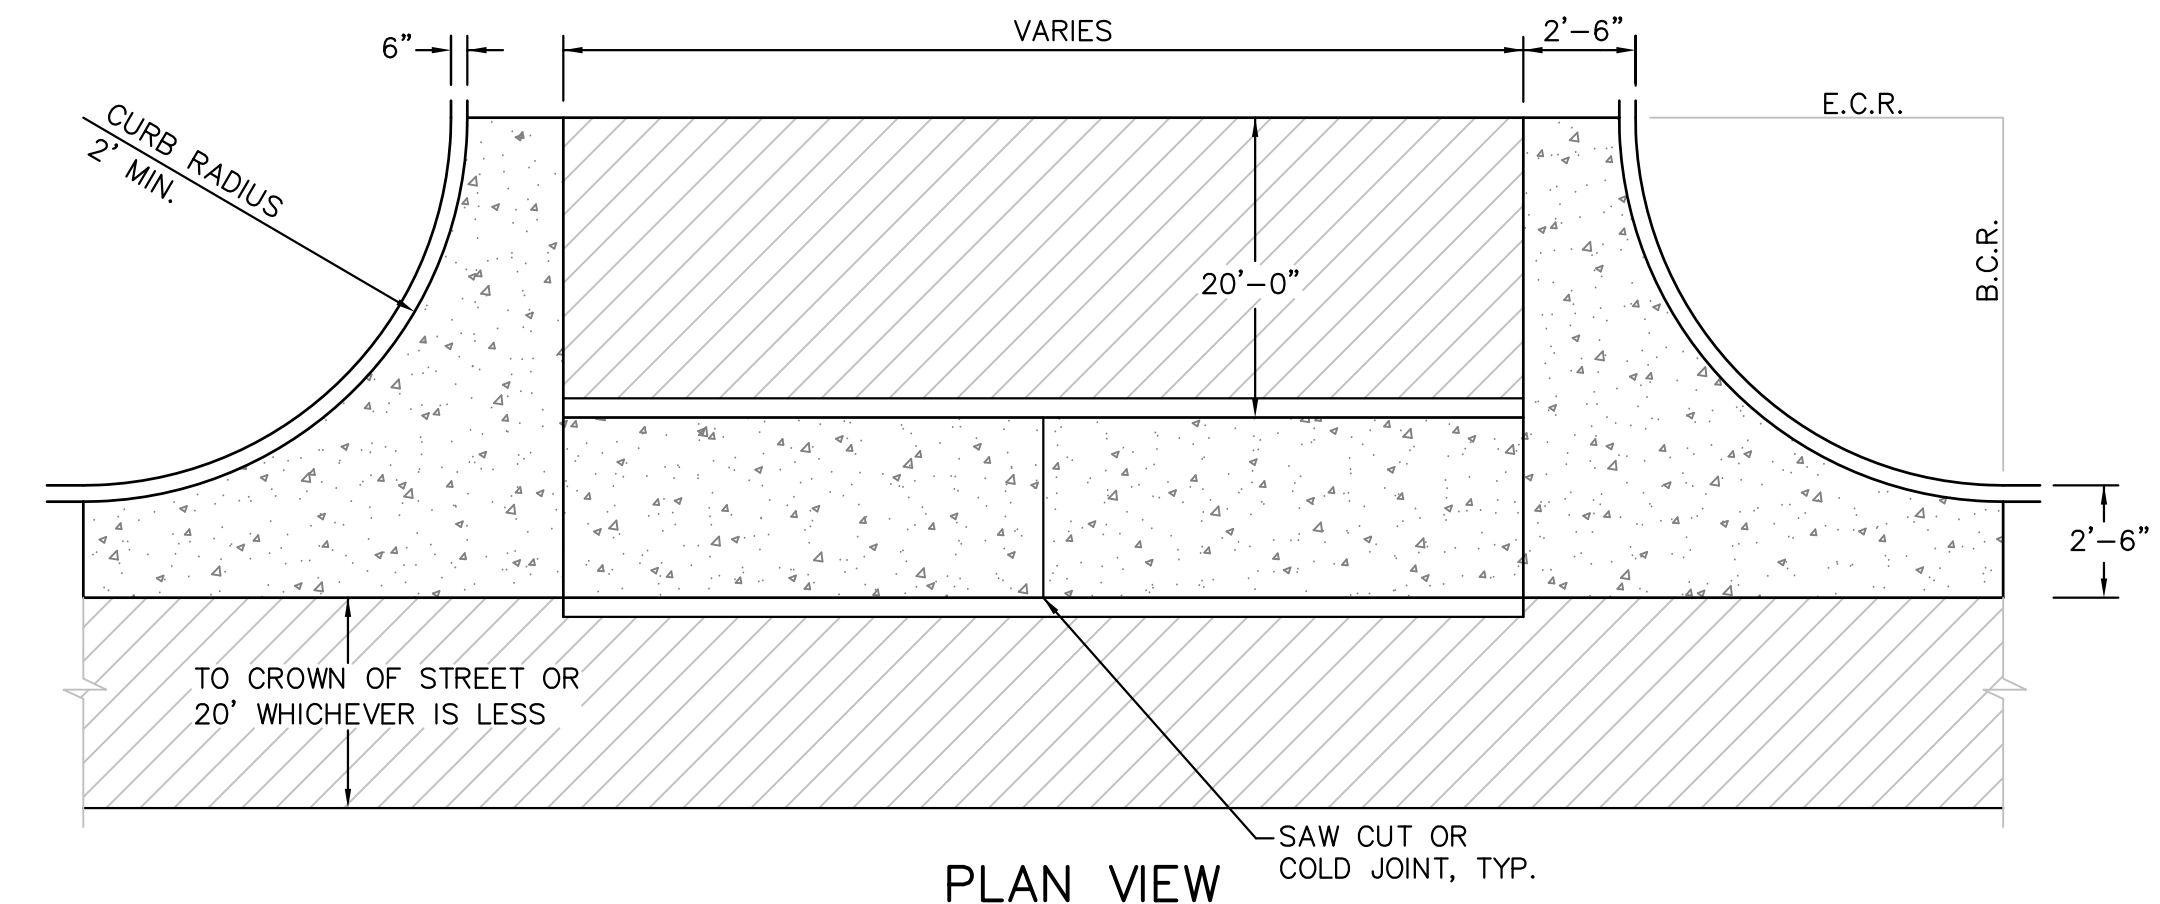 6”
VARIES
2’–6”
CURB RADIUS
2’ MIN.
E.C.R.
B.C.R.
20’–0”
2’–6”
TO CROWN OF STREET OR
20’ WHICHEVER IS LESS
SAW CUT OR
COLD JOINT, TYP.
PLAN VIEW